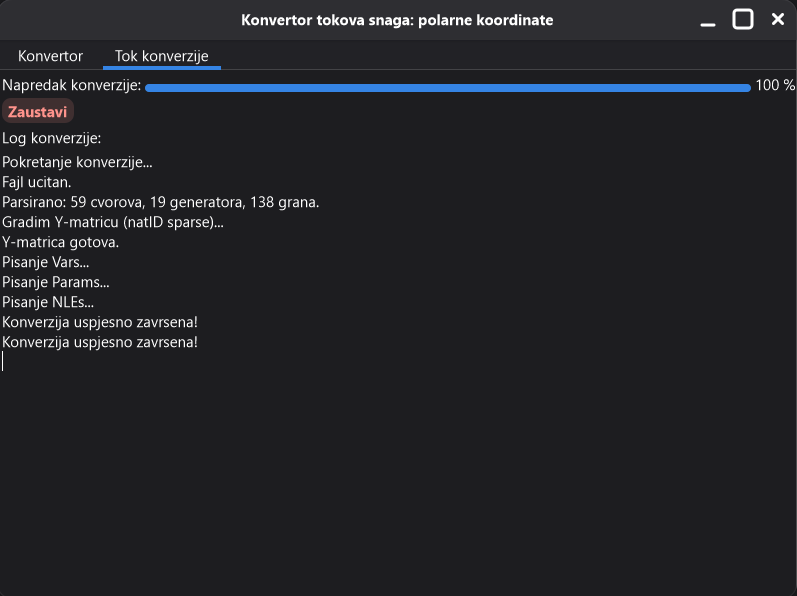 Konvertor tokova snaga: polarne koordinate
Konvertor
Tok konverzije
Napredak konverzije:
100 %
Zaustavi
Log konverzije:
Pokretanje konverzije...
Fajl ucitan.
Parsirano: 59 cvorova, 19 generatora, 138 grana.
Gradim Y-matricu (natID sparse)...
Y-matrica gotova.
Pisanje Vars...
Pisanje Params...
Pisanje NLEs...
Konverzija uspjesno zavrsena!
Konverzija uspjesno zavrsena!